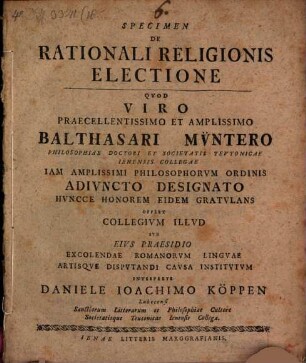 6.
SPECIMEN
DE
RATIONALI RELIGIONIS
ELECTIONE
QVOD
VIRO
PRAECELLENTISSIMO ET AMPLISSIMO
BALTHASARI MVNTERO
PHILOSOPHIAE DOCTORI ET SOCIETATIS TEVTONICAE
IENENSIS COLLEGAE
IAM AMPLISSIMI PHILOSOPHORVM ORDINIS
ADIVNCTO DESIGNATO
HVNCCE HONOREM EIDEM GRATVLANS
OFFERT
COLLEGIVM ILLVD
SVB
EIVS PRAESIDIO
EXCOLENDAE ROMANORVM LINGVAE
ARTISQVE DISPVTANDI CAVSA INSTITVTVM
INTERPRETE
DANIELE IOACHIMO KÖPPEN
Lubecensi
Sanctiorum Litterarum et Philosophiae Cultore
Societatisque Teutonicae Ienensis Collega.
IENAE LITTERIS MARGGRAFIANIS.